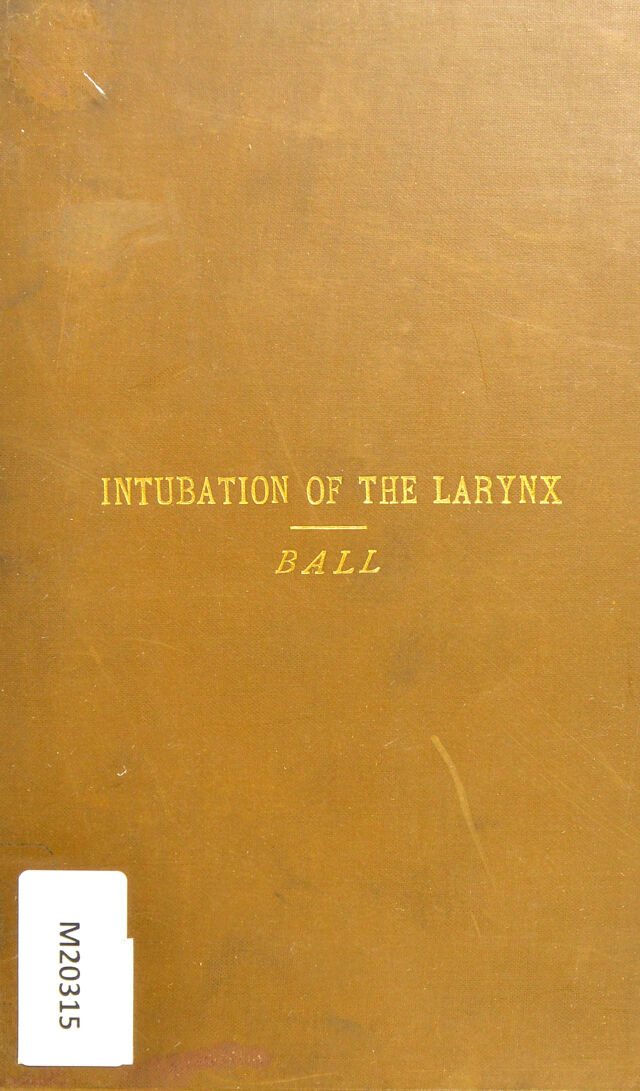 INTUBATION OF THE LARYNX
BALL
M20315